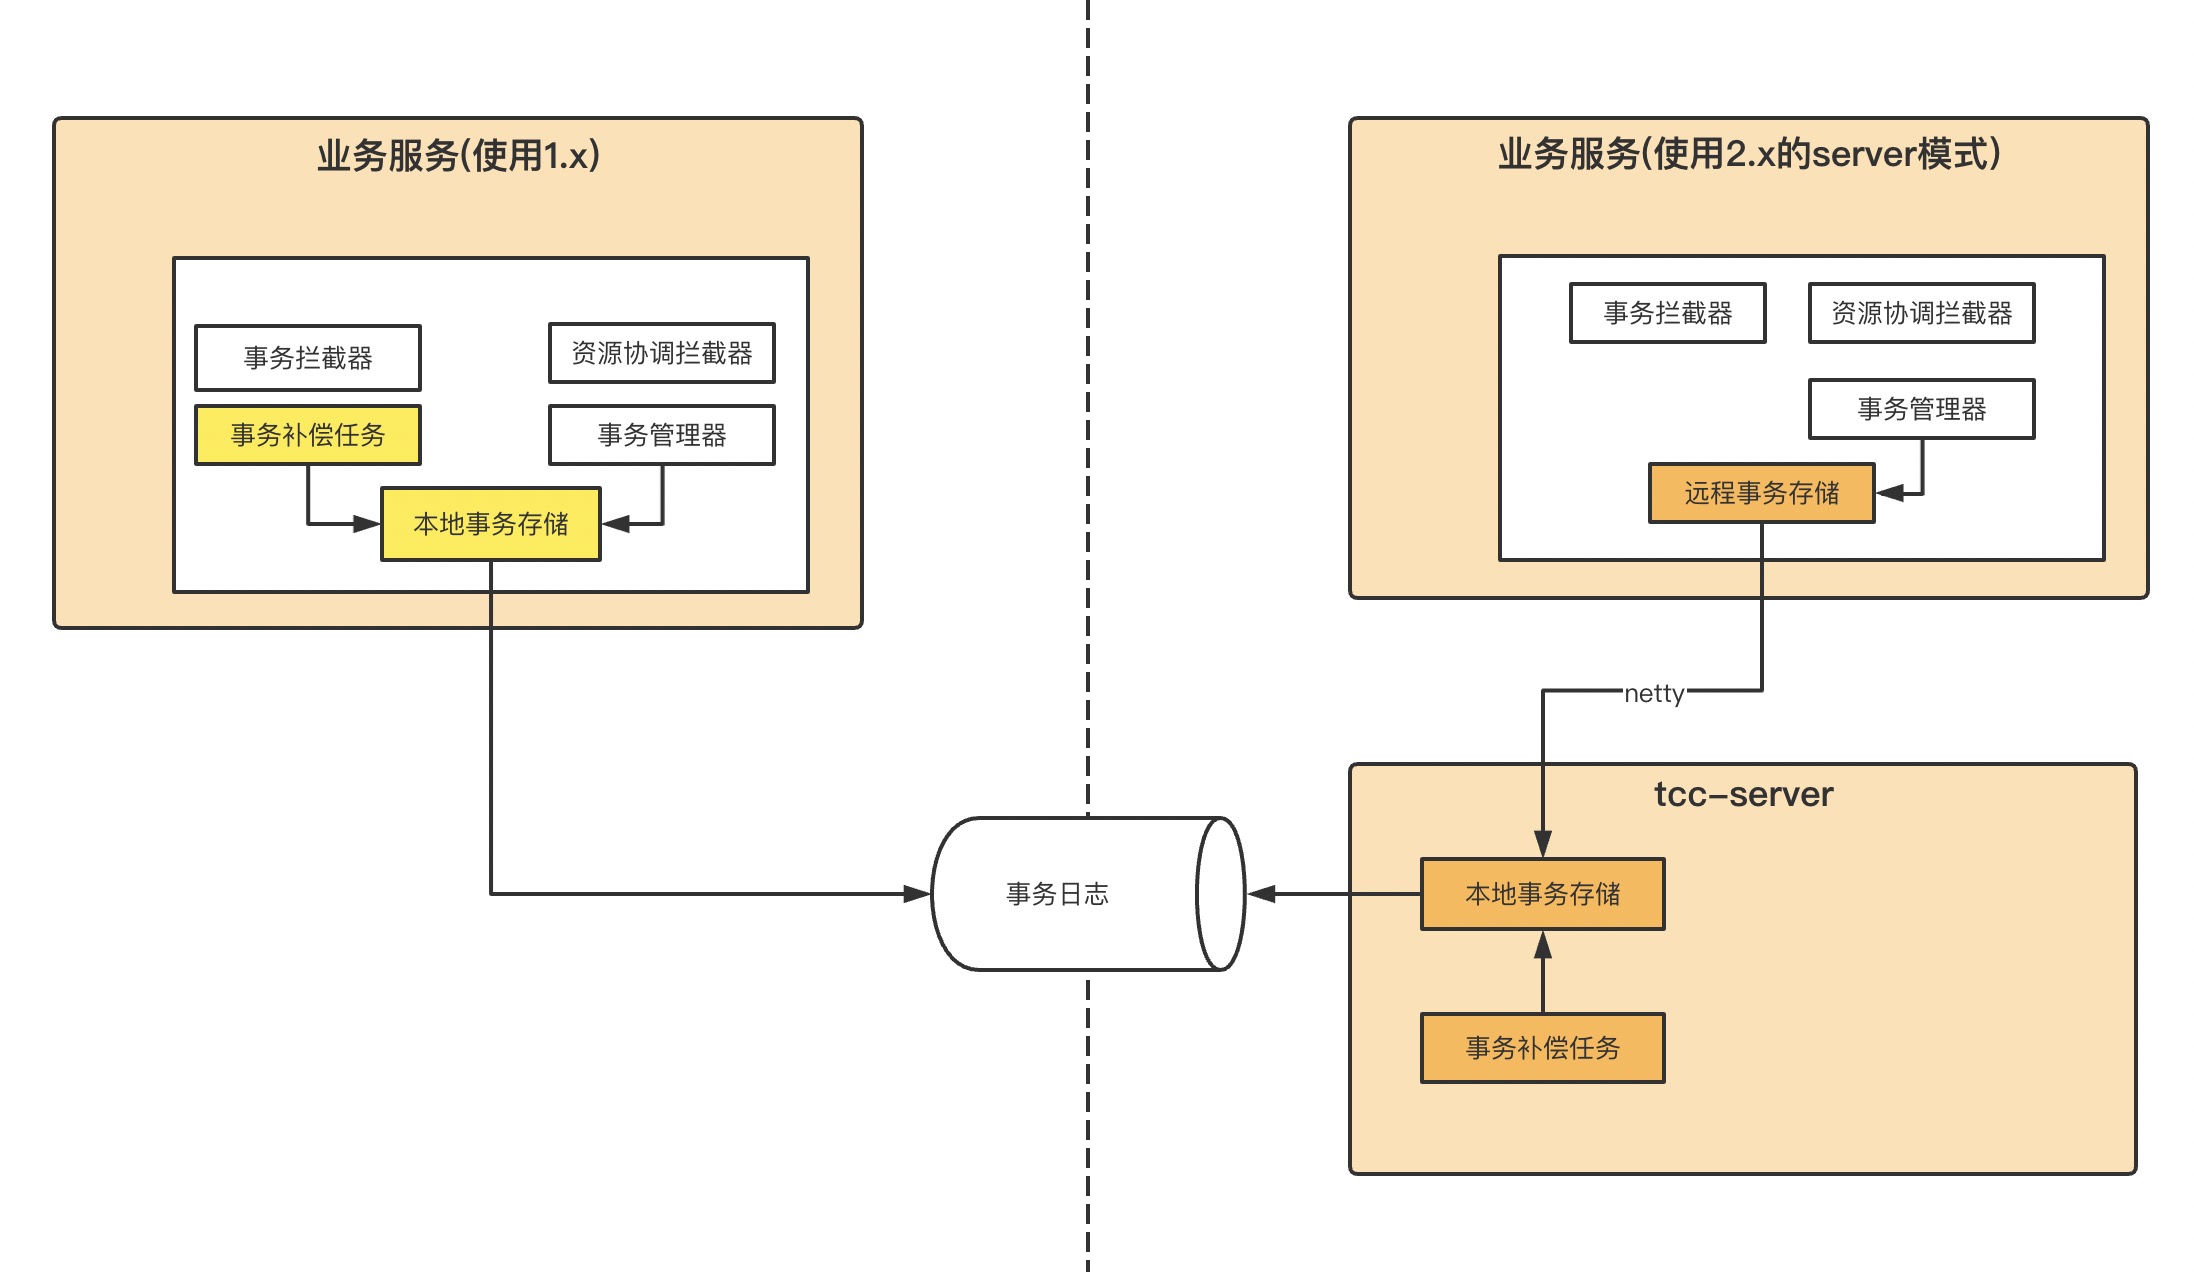 业务服务(使用1.x)
事务拦截器
资源协调拦截器
事务补偿任务
事务管理器
本地事务存储
业务服务(使用2.x的server模式)
事务拦截器
资源协调拦截器
事务管理器
远程事务存储
netty
tcc-server
事务日志
本地事务存储
事务补偿任务